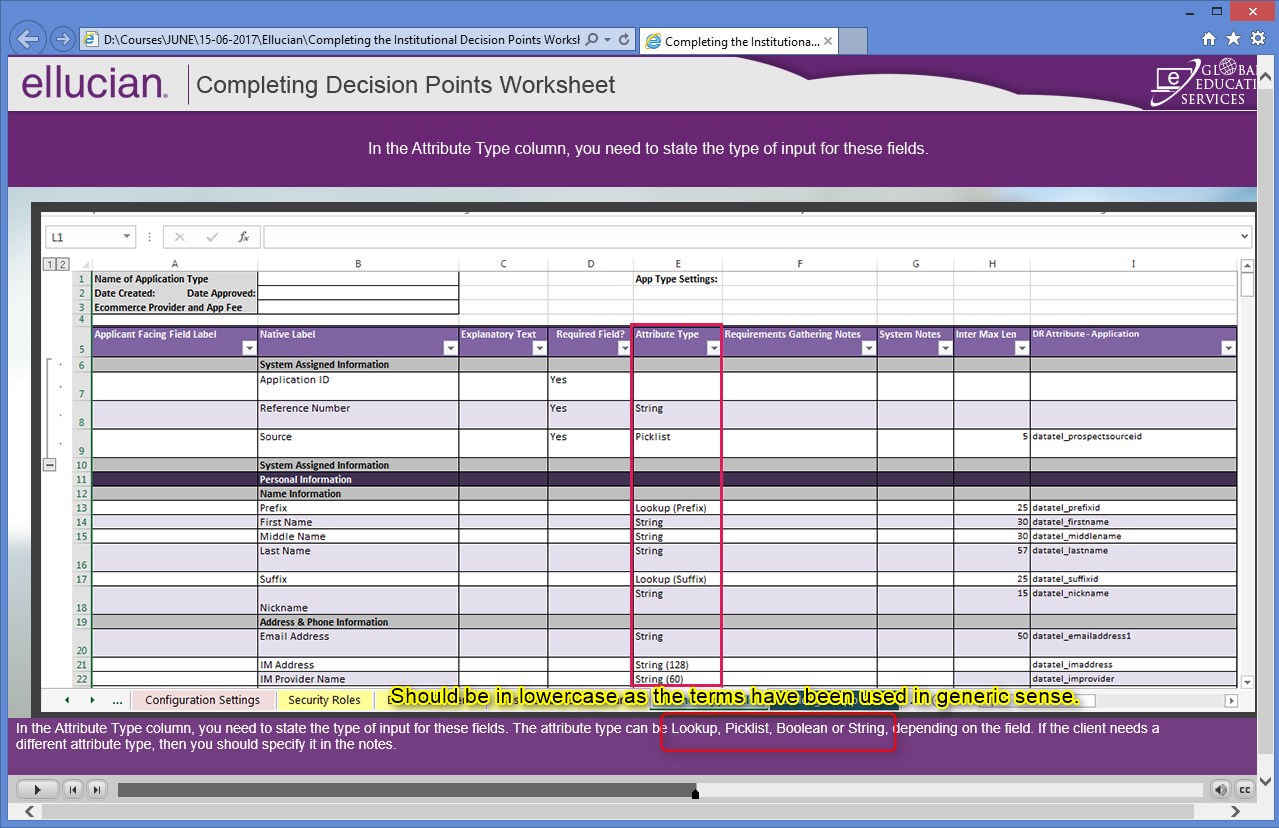 D:\Courses\JUNE\15-06-2017\Ellucian\Completing the Institutional Decision Points Worksh
Completing the Institutiona...
ellucian.
Completing Decision Points Worksheet
GLOBAL
EDUCATI
SERVICES
In the Attribute Type column, you need to state the type of input for these fields.
L1
fx
1 2
A B C D E F G H I
1 Name of Application Type App Type Settings:
2 Date Created: Date Approved:
3 Ecommerce Provider and App Fee
4
5 Applicant Facing Field Label Native Label Explanatory Text Required Field? Attribute Type Requirements Gathering Notes System Notes Inter Max Len DR Attribute - Application
6 System Assigned Information
7 Application ID Yes
8 Reference Number Yes String
9 Source Yes Picklist 5 datatel_prospectsourceid
10 System Assigned Information
11 Personal Information
12 Name Information
13 Prefix Lookup (Prefix) 25 datatel_prefixid
14 First Name String 30 datatel_firstname
15 Middle Name String 30 datatel_middlename
16 Last Name String 57 datatel_lastname
17 Suffix Lookup (Suffix) 25 datatel_suffixid
18 Nickname String 15 datatel_nickname
19 Address & Phone Information
20 Email Address String 50 datatel_emailaddress1
21 IM Address String (128) datatel_imaddress
22 IM Provider Name String (60) datatel_improvider
... Configuration Settings Security Roles
Should be in lowercase as the terms have been used in generic sense.
In the Attribute Type column, you need to state the type of input for these fields. The attribute type can be Lookup, Picklist, Boolean or String, depending on the field. If the client needs a
different attribute type, then you should specify it in the notes.
CC